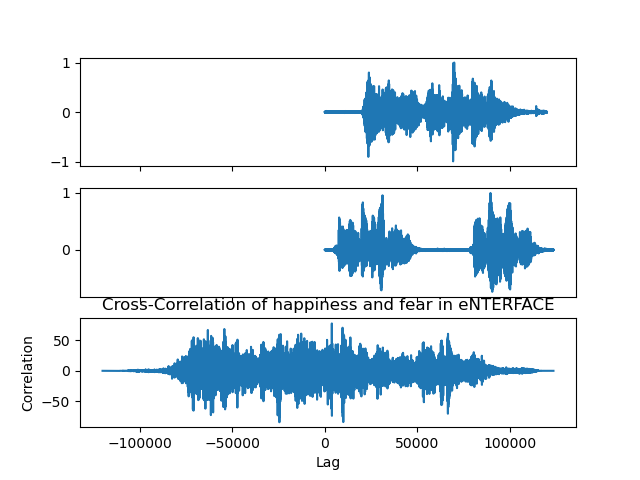 1
0
−1
1
0
Cross-Correlation of happiness and fear in eNTERFACE
50
0
−50
Correlation
−100000 −50000 0 50000 100000
Lag